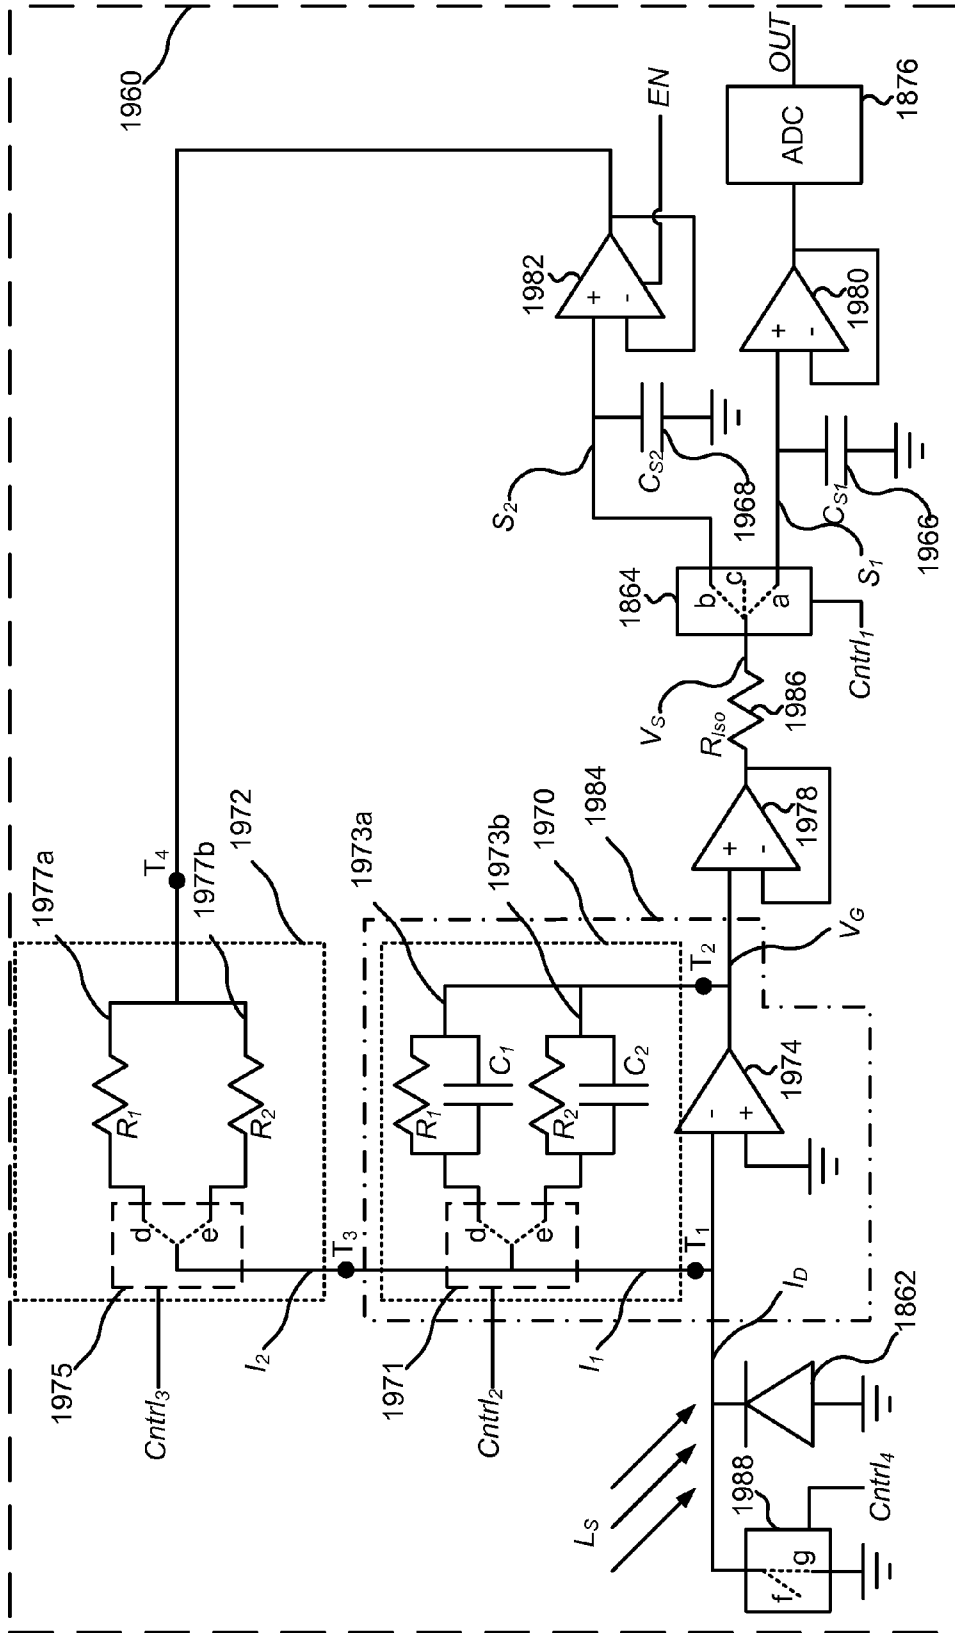 1960
1977a
1972
T4
1977b
R1
R2
d
e
1975
Cntrl3
I2
T3
1973a
1973b
1970
1984
R1
C1
R2
C2
d
e
1971
Cntrl2
I1
T1
T2
VG
-
+
1974
ID
1862
LS
1988
f
g
Cntrl4
+
-
1978
VS
RIso
1986
1864
b
c
a
Cntrl1
S2
CS2
1968
S1
CS1
1966
1982
+
-
EN
+
-
1980
ADC
OUT
1876